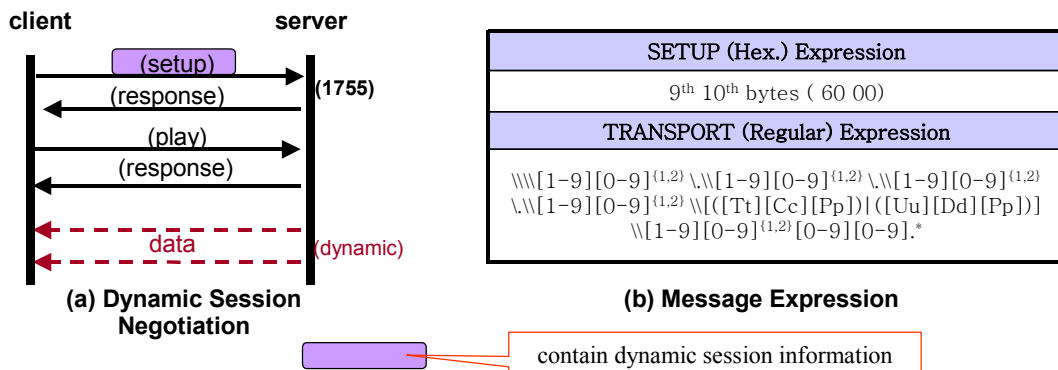 client server
(setup)
(1755)
(response)
(play)
(response)
data
(dynamic)
(a) Dynamic Session
Negotiation
SETUP (Hex.) Expression
9th 10th bytes ( 60 00)
TRANSPORT (Regular) Expression
\\\\[1-9][0-9]{1,2} \.\\[1-9][0-9]{1,2} \.\\[1-9][0-9]{1,2}
\.\\[1-9][0-9]{1,2} \\[([Tt][Cc][Pp])|([Uu][Dd][Pp])]
\\[1-9][0-9]{1,2}[0-9][0-9].*
(b) Message Expression
contain dynamic session information